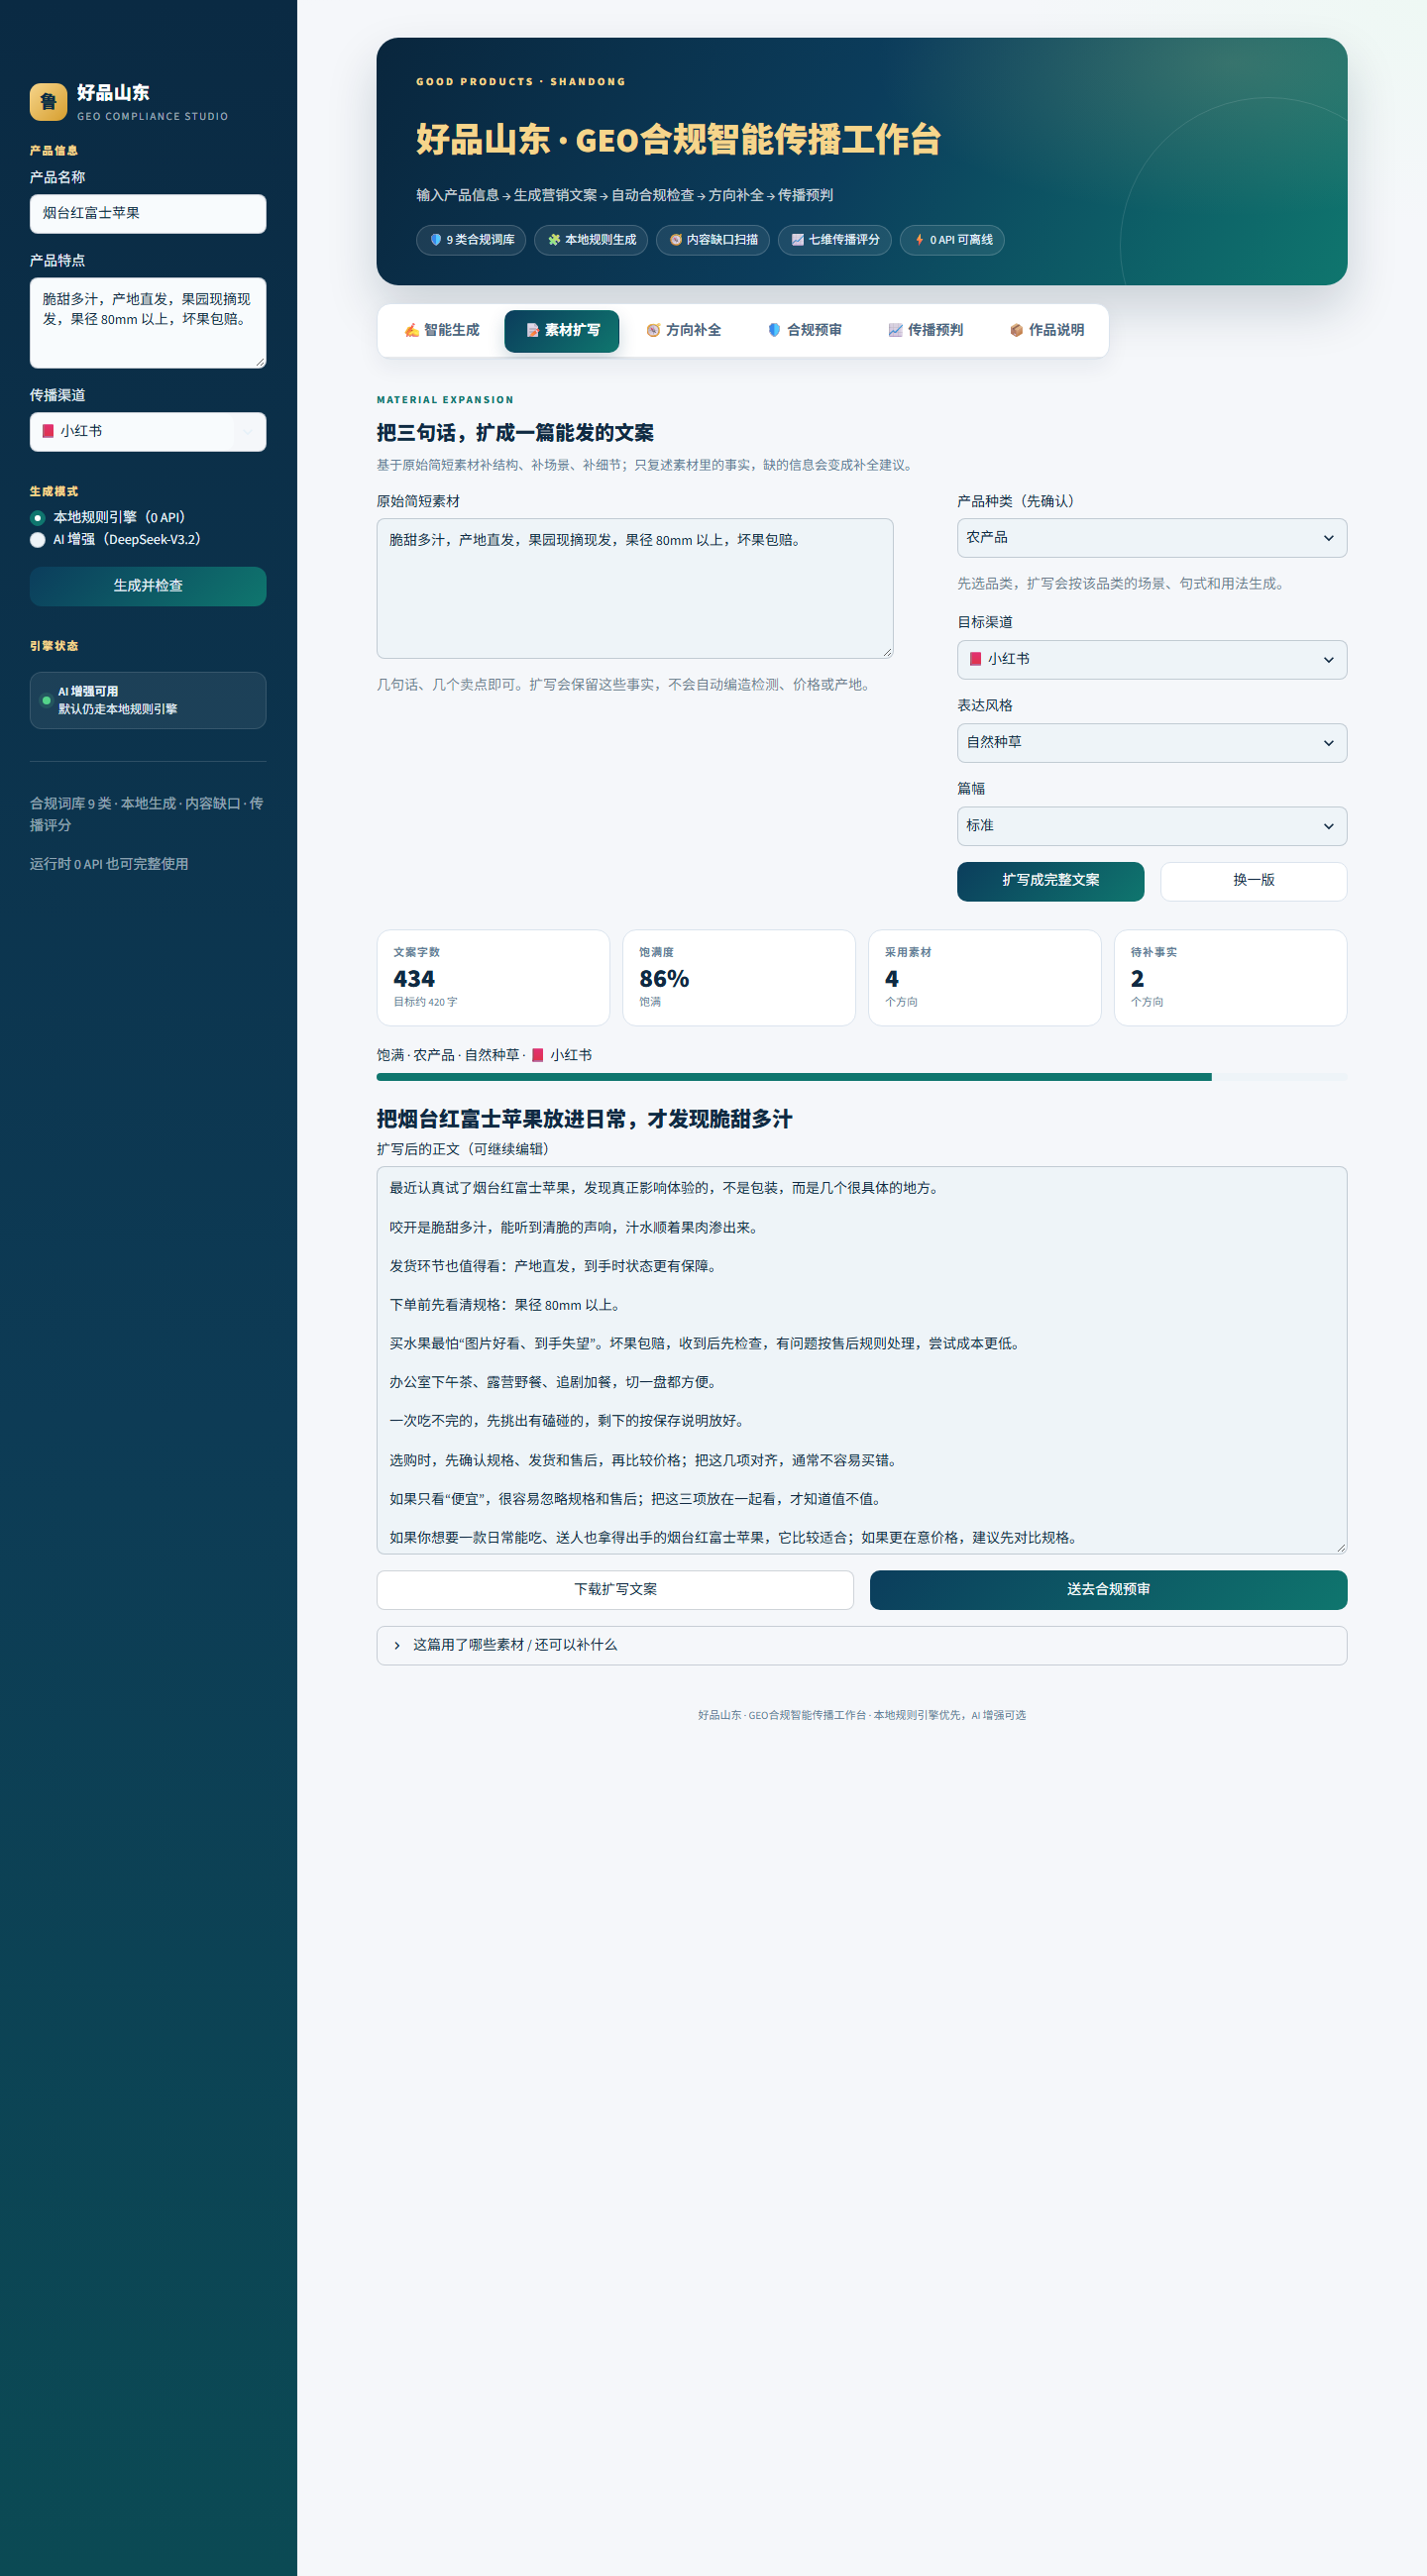 鲁
好品山东
GEO COMPLIANCE STUDIO
产品信息
产品名称
烟台红富士苹果
产品特点
脆甜多汁，产地直发，果园现摘现
发，果径 80mm 以上，坏果包赔。
传播渠道
小红书
生成模式
本地规则引擎（0 API）
AI 增强（DeepSeek-V3.2）
生成并检查
引擎状态
AI 增强可用
默认仍走本地规则引擎
合规词库 9 类 · 本地生成 · 内容缺口 · 传
播评分
运行时 0 API 也可完整使用
GOOD PRODUCTS · SHANDONG
好品山东 · GEO合规智能传播工作台
输入产品信息 → 生成营销文案 → 自动合规检查 → 方向补全 → 传播预判
9 类合规词库
本地规则生成
内容缺口扫描
七维传播评分
0 API 可离线
智能生成
素材扩写
方向补全
合规预审
传播预判
作品说明
MATERIAL EXPANSION
把三句话，扩成一篇能发的文案
基于原始简短素材补结构、补场景、补细节；只复述素材里的事实，缺的信息会变成补全建议。
原始简短素材
脆甜多汁，产地直发，果园现摘现发，果径 80mm 以上，坏果包赔。
几句话、几个卖点即可。扩写会保留这些事实，不会自动编造检测、价格或产地。
产品种类（先确认）
农产品
先选品类，扩写会按该品类的场景、句式和用法生成。
目标渠道
小红书
表达风格
自然种草
篇幅
标准
扩写成完整文案
换一版
文案字数
434
目标约 420 字
饱满度
86%
饱满
采用素材
4
个方向
待补事实
2
个方向
饱满 · 农产品 · 自然种草 · 小红书
把烟台红富士苹果放进日常，才发现脆甜多汁
扩写后的正文（可继续编辑）
最近认真试了烟台红富士苹果，发现真正影响体验的，不是包装，而是几个很具体的地方。
咬开是脆甜多汁，能听到清脆的声响，汁水顺着果肉渗出来。
发货环节也值得看：产地直发，到手时状态更有保障。
下单前先看清规格：果径 80mm 以上。
买水果最怕“图片好看、到手失望”。坏果包赔，收到后先检查，有问题按售后规则处理，尝试成本更低。
办公室下午茶、露营野餐、追剧加餐，切一盘都方便。
一次吃不完的，先挑出有磕碰的，剩下的按保存说明放好。
选购时，先确认规格、发货和售后，再比较价格；把这几项对齐，通常不容易买错。
如果只看“便宜”，很容易忽略规格和售后；把这三项放在一起看，才知道值不值。
如果你想要一款日常能吃、送人也拿得出手的烟台红富士苹果，它比较适合；如果更在意价格，建议先对比规格。
下载扩写文案
送去合规预审
这篇用了哪些素材 / 还可以补什么
好品山东 · GEO合规智能传播工作台 · 本地规则引擎优先，AI 增强可选